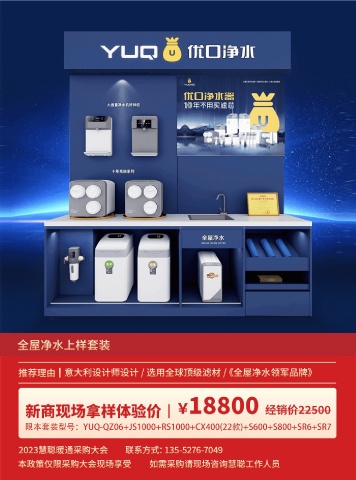 YUQ 优口净水
优口净水器
10年不用买滤芯
全屋净水
全屋净水上样套装
推荐理由 | 意大利设计师设计 / 选用全球顶级滤材 / 《全屋净水领军品牌》
新商现场拿样体验价 | ¥18800 经销价22500
限本套装型号：YUQ-QZ06+JS1000+RS1000+CX400(22款)+S600+S800+SR6+SR7
2023慧聪暖通采购大会 联系方式: 135-5276-7049
本政策仅限采购大会现场享受 如需采购请现场咨询慧聪工作人员